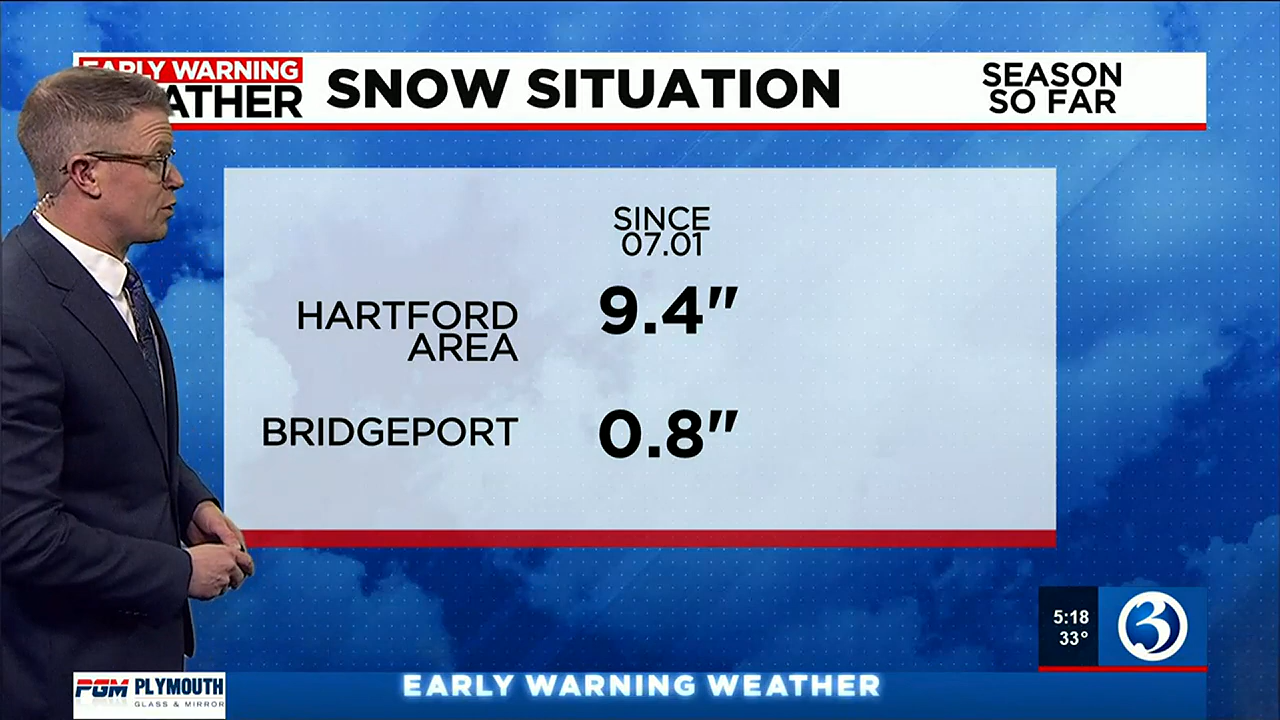 EARLY WARNING
ATHER
SNOW SITUATION
SEASON
SO FAR
SINCE
07.01
HARTFORD
AREA
9.4"
BRIDGEPORT
0.8"
5:18
33°
3
PGM PLYMOUTH
GLASS & MIRROR
EARLY WARNING WEATHER